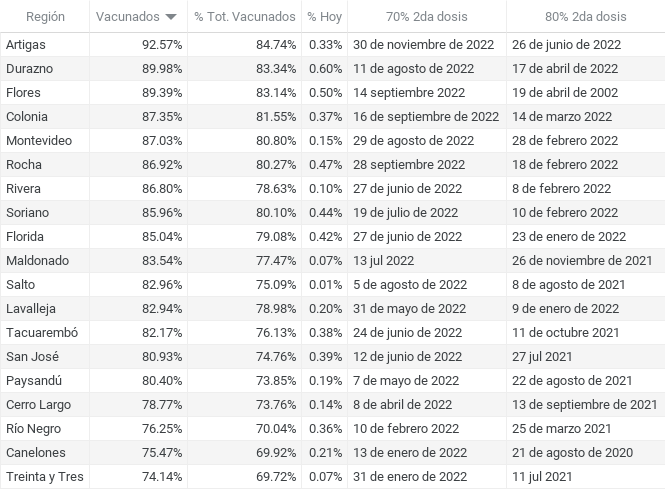 Región Vacunados % Tot. Vacunados % Hoy 70% 2da dosis 80% 2da dosis
Artigas 92.57% 84.74% 0.33% 30 de noviembre de 2022 26 de junio de 2022
Durazno 89.98% 83.34% 0.60% 11 de agosto de 2022 17 de abril de 2022
Flores 89.39% 83.14% 0.50% 14 septiembre 2022 19 de abril de 2002
Colonia 87.35% 81.55% 0.37% 16 de septiembre de 2022 14 de marzo 2022
Montevideo 87.03% 80.80% 0.15% 29 de agosto de 2022 28 de febrero 2022
Rocha 86.92% 80.27% 0.47% 28 septiembre 2022 18 de febrero 2022
Rivera 86.80% 78.63% 0.10% 27 de junio de 2022 8 de febrero 2022
Soriano 85.96% 80.10% 0.44% 19 de julio de 2022 10 de febrero 2022
Florida 85.04% 79.08% 0.42% 27 de junio de 2022 23 de enero de 2022
Maldonado 83.54% 77.47% 0.07% 13 jul 2022 26 de noviembre de 2021
Salto 82.96% 75.09% 0.01% 5 de agosto de 2022 8 de agosto de 2021
Lavalleja 82.94% 78.98% 0.20% 31 de mayo de 2022 9 de enero de 2022
Tacuarembó 82.17% 76.13% 0.38% 24 de junio de 2022 11 de octubre 2021
San José 80.93% 74.76% 0.39% 12 de junio de 2022 27 jul 2021
Paysandú 80.40% 73.85% 0.19% 7 de mayo de 2022 22 de agosto de 2021
Cerro Largo 78.77% 73.76% 0.14% 8 de abril de 2022 13 de septiembre de 2021
Río Negro 76.25% 70.04% 0.36% 10 de febrero de 2022 25 de marzo 2021
Canelones 75.47% 69.92% 0.21% 13 de enero de 2022 21 de agosto de 2020
Treinta y Tres 74.14% 69.72% 0.07% 31 de enero de 2022 11 jul 2021